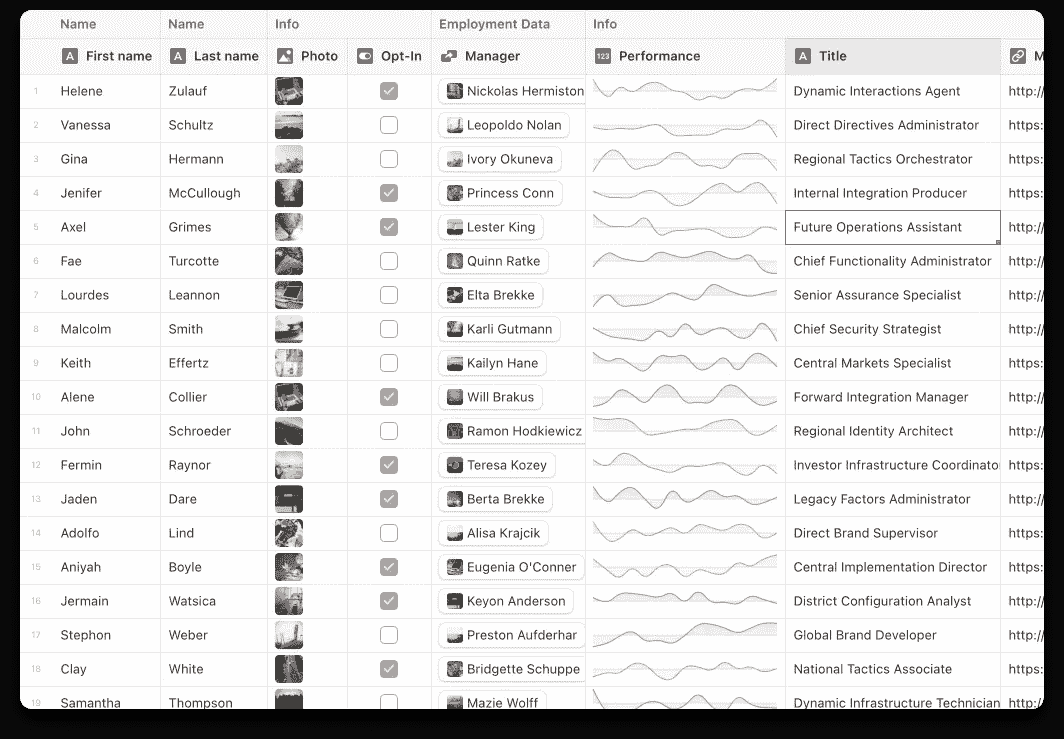 Name Name Info Employment Data Info
A First name A Last name Photo Opt-In Manager 123 Performance A Title M
1 Helene Zulauf Nickolas Hermiston Dynamic Interactions Agent http://
2 Vanessa Schultz Leopoldo Nolan Direct Directives Administrator https:
3 Gina Hermann Ivory Okuneva Regional Tactics Orchestrator https:
4 Jenifer McCullough Princess Conn Internal Integration Producer https:
5 Axel Grimes Lester King Future Operations Assistant http://
6 Fae Turcotte Quinn Ratke Chief Functionality Administrator http://
7 Lourdes Leannon Elta Brekke Senior Assurance Specialist http://
8 Malcolm Smith Karli Gutmann Chief Security Strategist http://
9 Keith Effertz Kailyn Hane Central Markets Specialist https:
10 Alene Collier Will Brakus Forward Integration Manager http://
11 John Schroeder Ramon Hodkiewicz Regional Identity Architect http://
12 Fermin Raynor Teresa Kozey Investor Infrastructure Coordinato http://
13 Jaden Dare Berta Brekke Legacy Factors Administrator http://
14 Adolfo Lind Alisa Krajcik Direct Brand Supervisor https:
15 Aniyah Boyle Eugenia O'Conner Central Implementation Director https:
16 Jermain Watsica Keyon Anderson District Configuration Analyst http://
17 Stephon Weber Preston Aufderhar Global Brand Developer http://
18 Clay White Bridgette Schuppe National Tactics Associate https:
19 Samantha Thompson Mazie Wolff Dynamic Infrastructure Technician http://